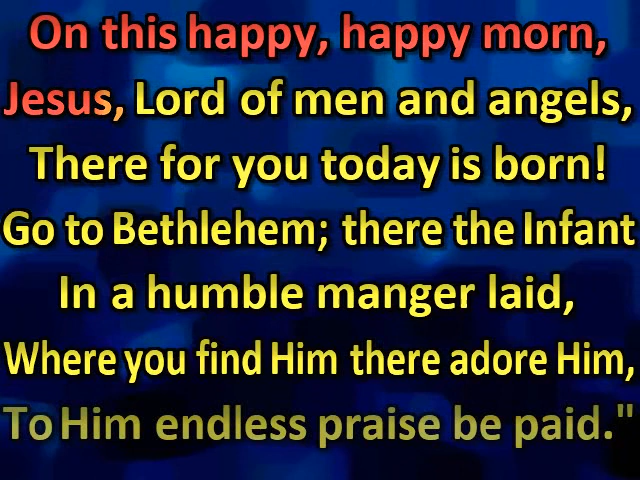 On this happy, happy morn,
Jesus, Lord of men and angels,
There for you today is born!
Go to Bethlehem; there the Infant
In a humble manger laid,
Where you find Him there adore Him,
To Him endless praise be paid."